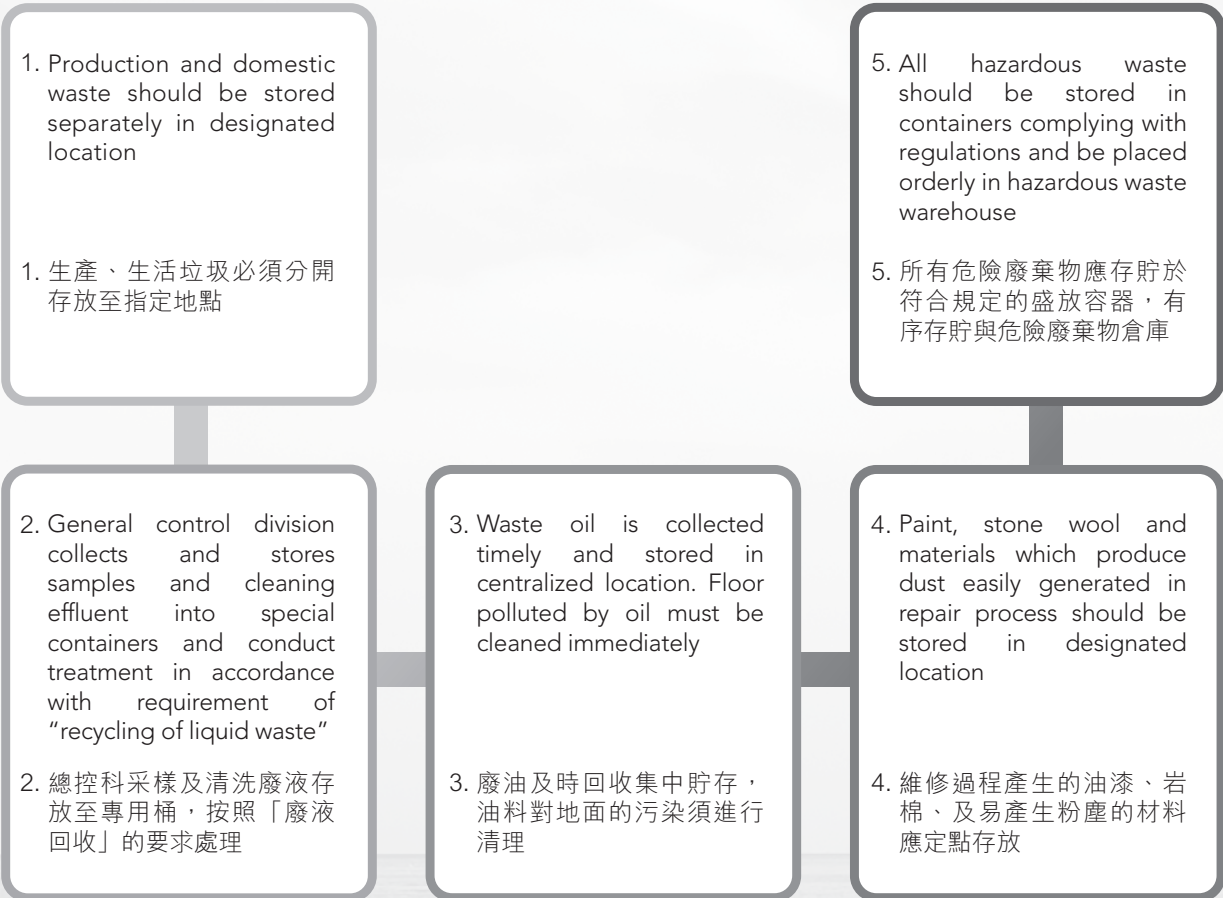 1. Production and domestic
waste should be stored
separately in designated
location
1. 生產、生活垃圾必須分開
存放至指定地點
2. General control division
collects and stores
samples and cleaning
effluent into special
containers and conduct
treatment in accordance
with requirement of
“recycling of liquid waste”
2. 總控科采樣及清洗廢液存
放至專用桶，按照「廢液
回收」的要求處理
3. Waste oil is collected
timely and stored in
centralized location. Floor
polluted by oil must be
cleaned immediately
3. 廢油及時回收集中貯存，
油料對地面的污染須進行
清理
4. Paint, stone wool and
materials which produce
dust easily generated in
repair process should be
stored in designated
location
4. 維修過程產生的油漆、岩
棉、及易產生粉塵的材料
應定點存放
5. All hazardous waste
should be stored in
containers complying with
regulations and be placed
orderly in hazardous waste
warehouse
5. 所有危險廢棄物應存貯於
符合規定的盛放容器，有
序存貯與危險廢棄物倉庫